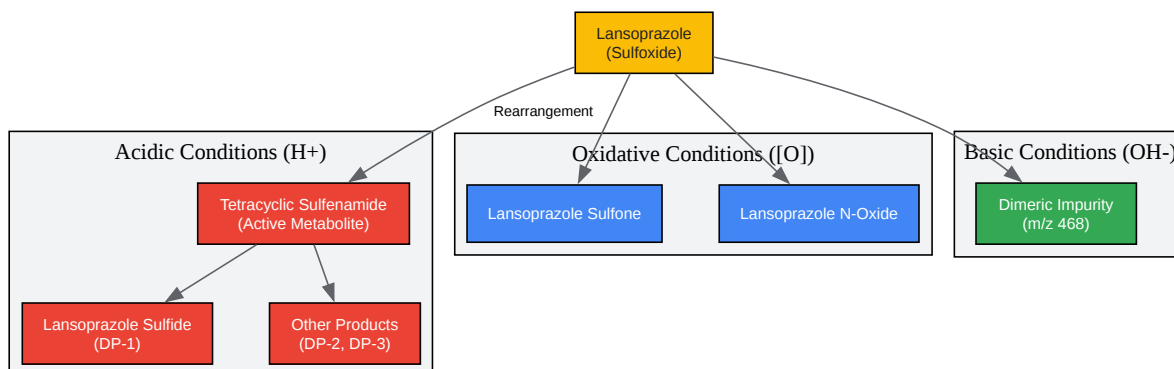 Lansoprazole
(Sulfoxide)
Rearrangement
Acidic Conditions (H+)
Oxidative Conditions ([O])
Basic Conditions (OH-)
Tetracyclic Sulfenamide
(Active Metabolite)
Lansoprazole Sulfone
Lansoprazole N-Oxide
Dimeric Impurity
(m/z 468)
Lansoprazole Sulfide
(DP-1)
Other Products
(DP-2, DP-3)